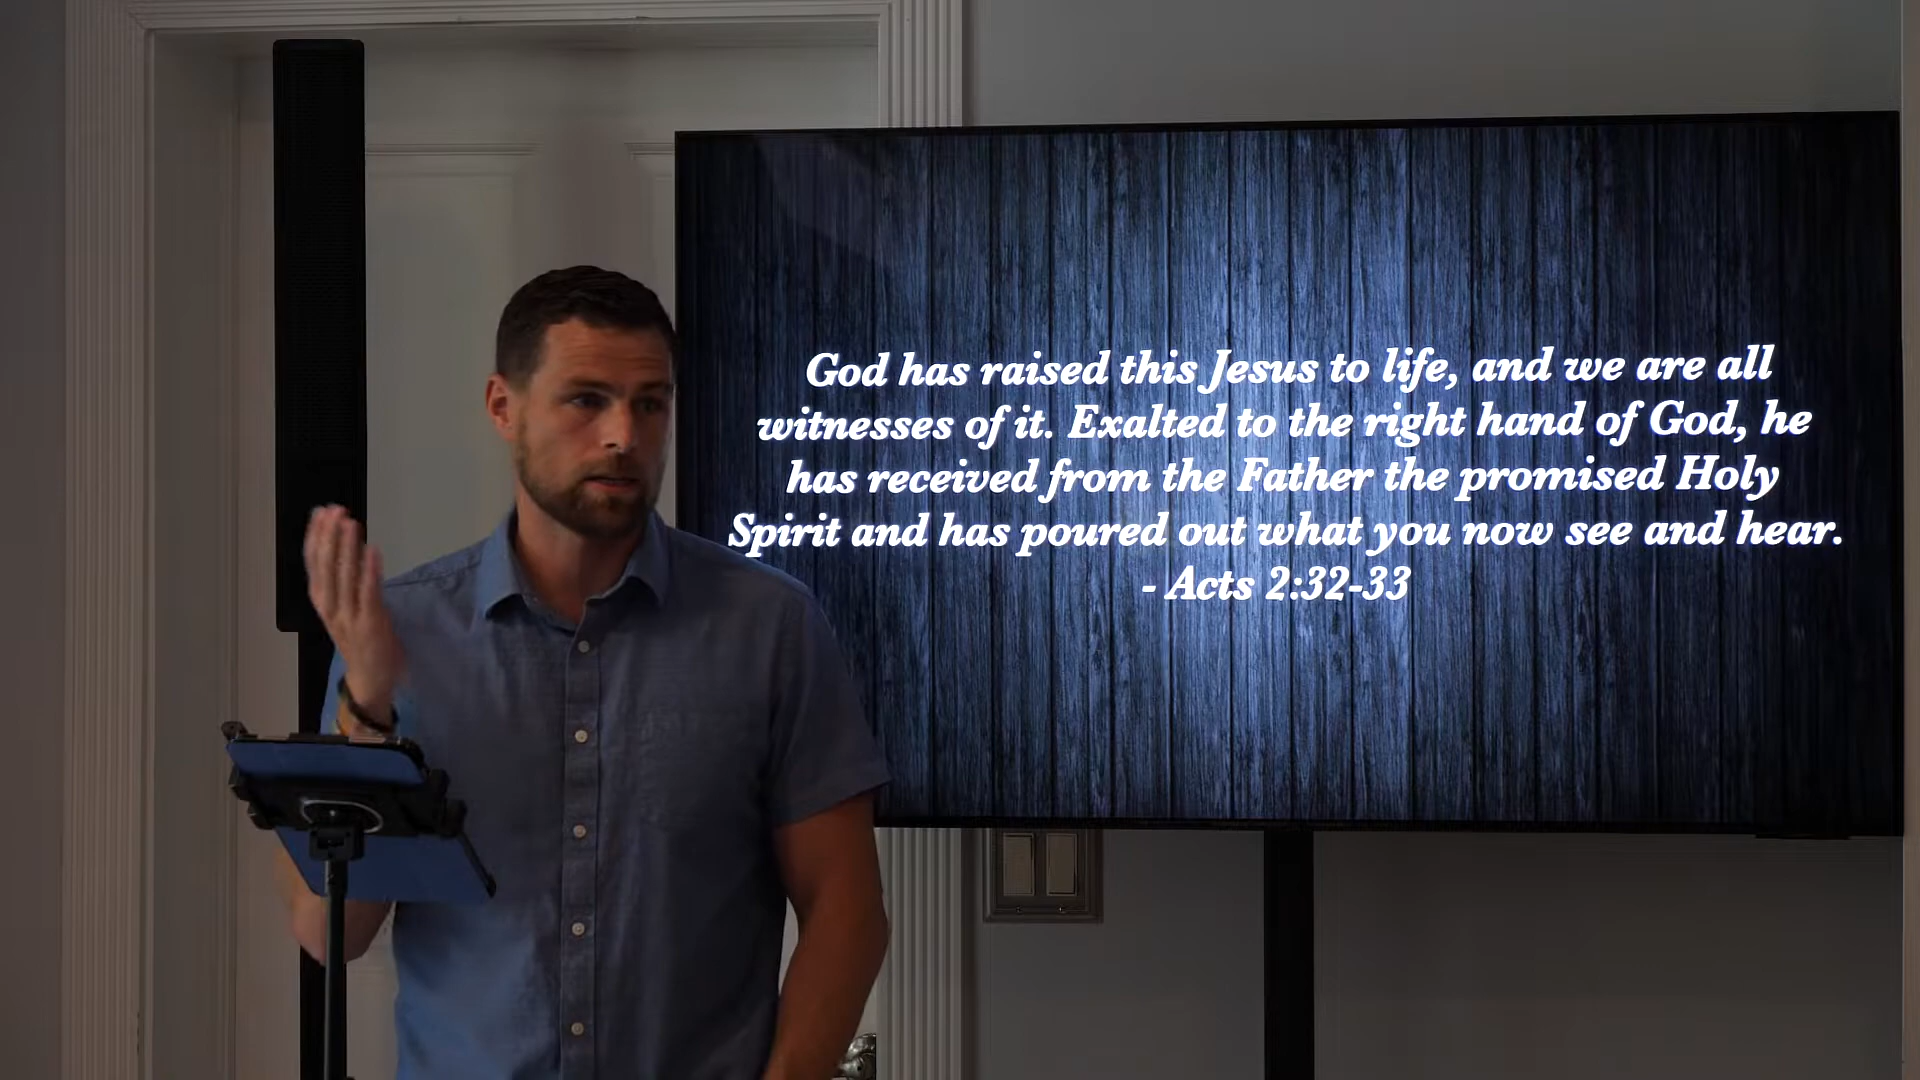 God has raised this Jesus to life, and we are all
witnesses of it. Exalted to the right hand of God, he
has received from the Father the promised Holy
Spirit and has poured out what you now see and hear.
- Acts 2:32-33